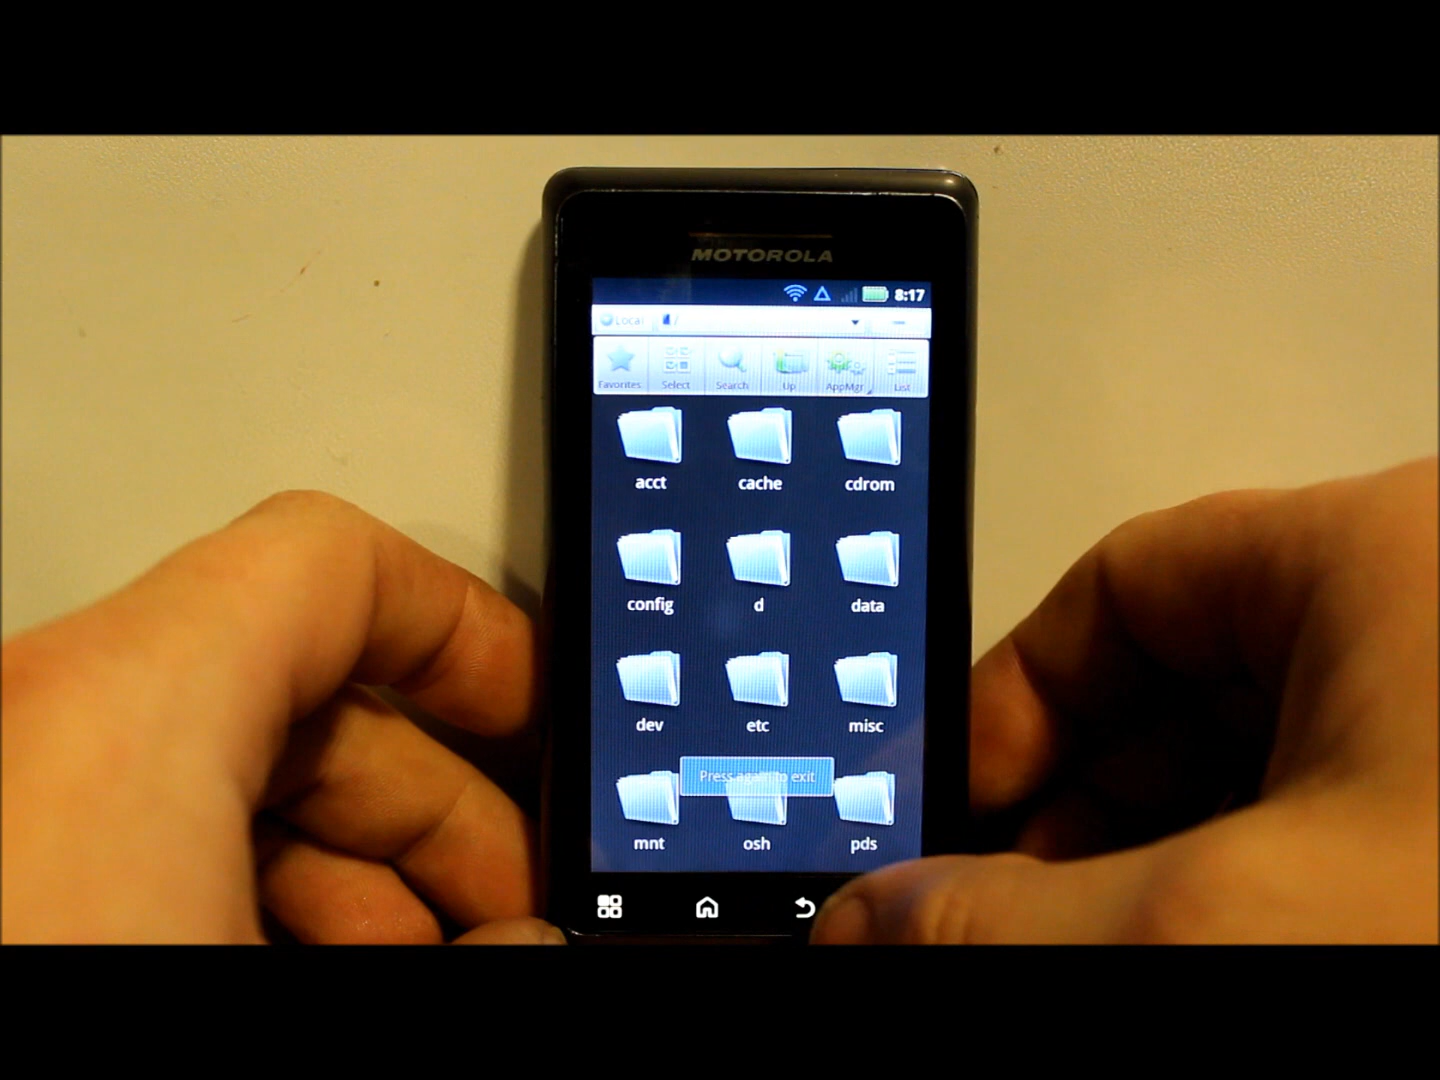 MOTOROLA
8:17
Local /
Favorites Select Search Up AppMgr List
acct cache cdrom
config d data
dev etc misc
Press again to exit
mnt osh pds